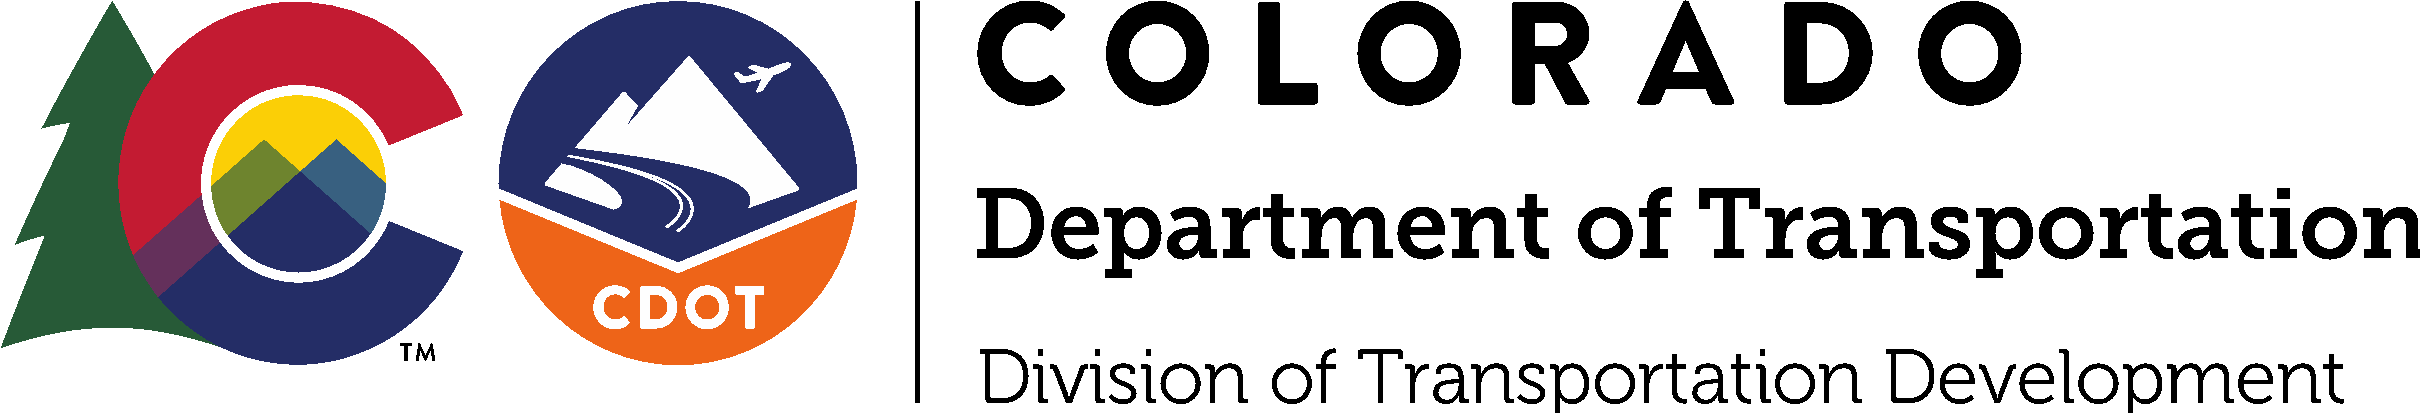 COLORADO
Department of Transportation
Division of Transportation Development
CDOT
TM